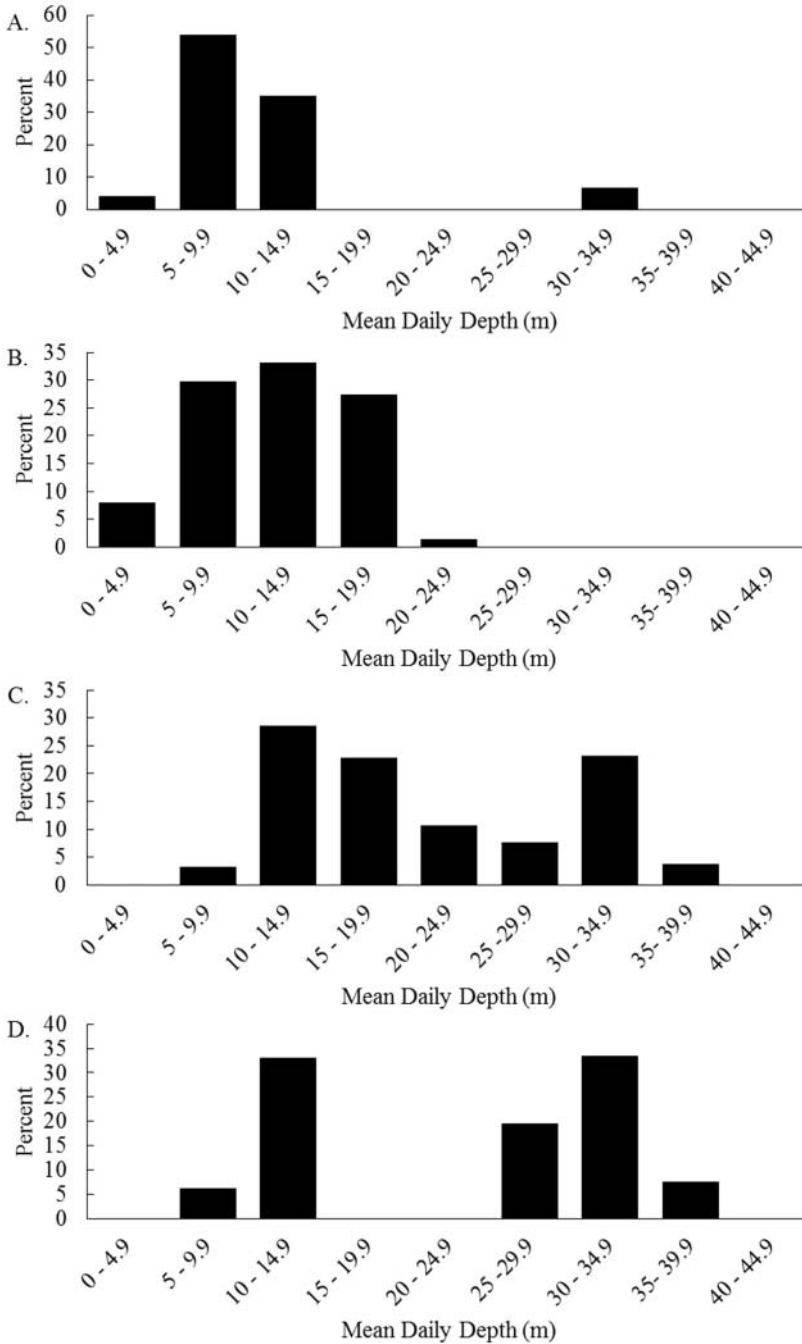 A.
Percent
60
50
40
30
20
10
0
0 - 4.9
5 - 9.9
10 - 14.9
15 - 19.9
20 - 24.9
25 -29.9
30 - 34.9
35- 39.9
40 - 44.9
Mean Daily Depth (m)
B.
Percent
35
30
25
20
15
10
5
0
0 - 4.9
5 - 9.9
10 - 14.9
15 - 19.9
20 - 24.9
25 -29.9
30 - 34.9
35- 39.9
40 - 44.9
Mean Daily Depth (m)
C.
Percent
35
30
25
20
15
10
5
0
0 - 4.9
5 - 9.9
10 - 14.9
15 - 19.9
20 - 24.9
25 -29.9
30 - 34.9
35- 39.9
40 - 44.9
Mean Daily Depth (m)
D.
Percent
40
35
30
25
20
15
10
5
0
0 - 4.9
5 - 9.9
10 - 14.9
15 - 19.9
20 - 24.9
25 -29.9
30 - 34.9
35- 39.9
40 - 44.9
Mean Daily Depth (m)